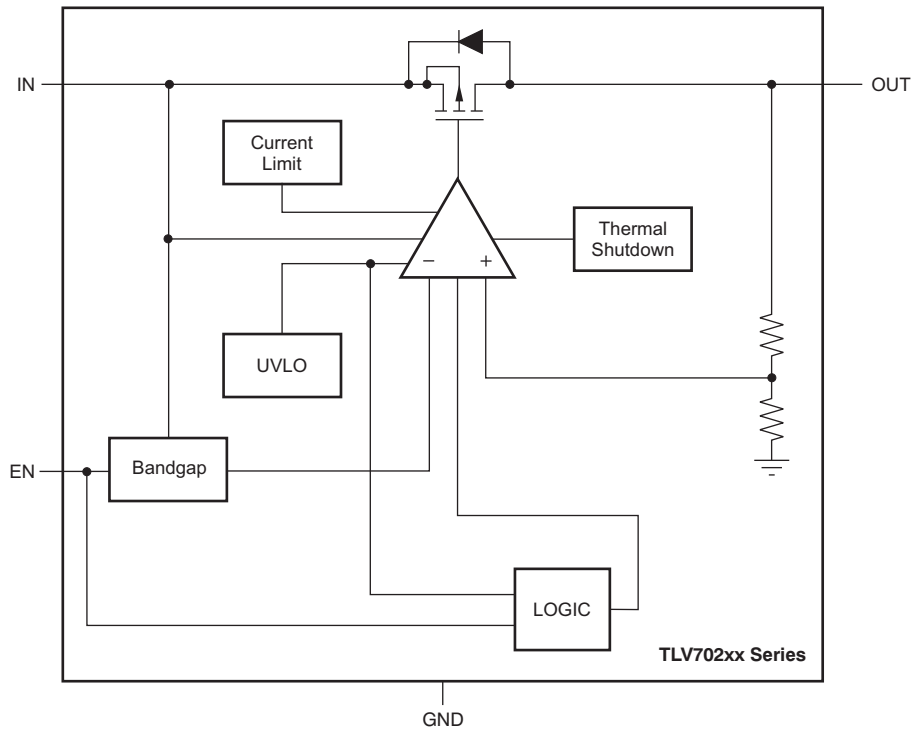 IN
OUT
Current
Limit
Thermal
Shutdown
−
+
UVLO
EN
Bandgap
LOGIC
TLV702xx Series
GND